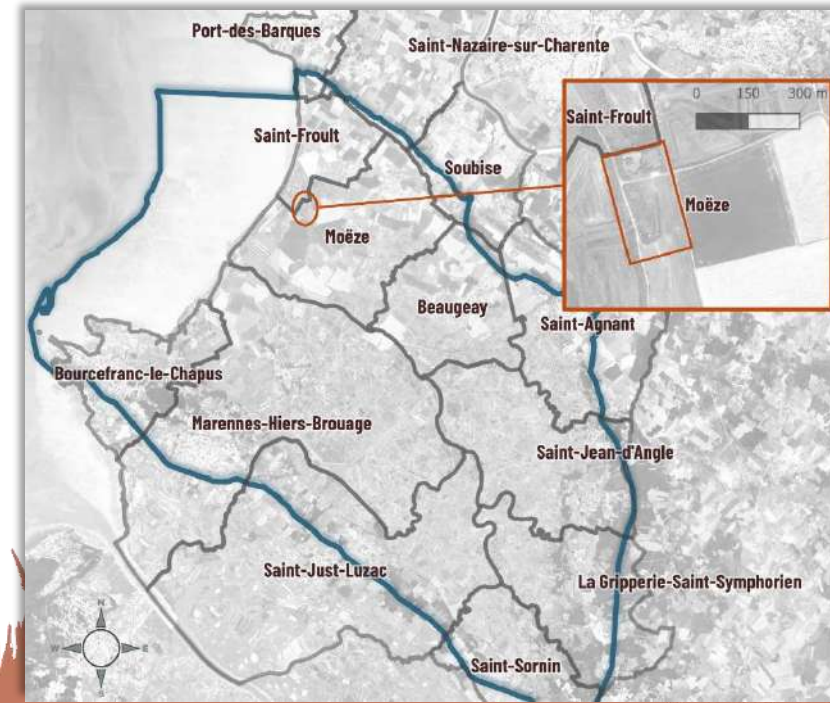 Port-des-Barques
Saint-Nazaire-sur-Charente
Saint-Froult
Soubise
Moëze
Beaugeay
Saint-Agnant
Bourcefranc-le-Chapus
Marennes-Hiers-Brouage
Saint-Jean-d'Angle
Saint-Just-Luzac
La Gripperie-Saint-Symphorien
Saint-Sornin
0 150 300 m
Saint-Froult
Moëze
N
W E
S